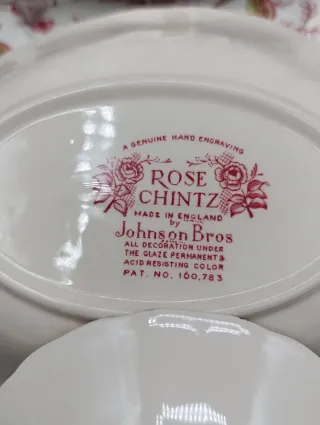 A GENUINE HAND ENGRAVING
ROSE
CHINTZ
MADE IN ENGLAND
by
Johnson Bros
ALL DECORATION UNDER
THE GLAZE PERMANENT &
ACID RESISTING COLOR
PAT. NO. 160,783